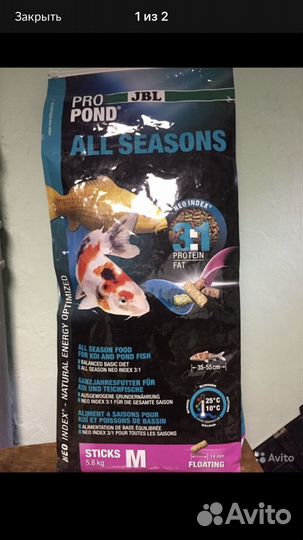 Закрыть
1 из 2
PRO
POND®
JBL
ALL SEASONS
NEO INDEX®
3:1
PROTEIN
FAT
NEO INDEX® - NATURAL ENERGY OPTIMIZED
ALL SEASON FOOD
FOR KOI AND POND FISH
BALANCED BASIC DIET
ALL SEASON NEO INDEX 3:1
GANZJAHRESFUTTER FÜR
KOI UND TEICHFISCHE
AUSGEWOGENE GRUNDERNÄHRUNG
NEO INDEX 3:1 FÜR DIE GESAMTE SAISON
ALIMENT 4 SAISONS POUR
KOI ET POISSONS DE BASSIN
ALIMENTATION DE BASE ÉQUILIBRÉE
NEO INDEX 3/1 POUR TOUTES LES SAISONS
35-55cm
25°C
10°C
STICKS
5.8 kg
M
14 mm
FLOATING
Avito
Avito